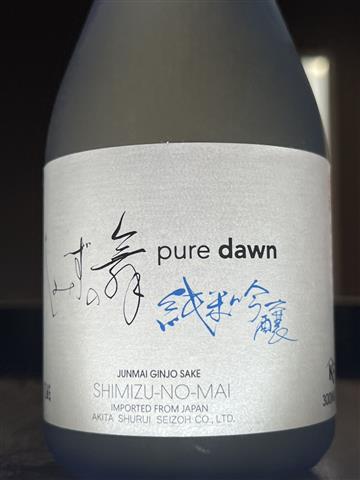 しみずの舞
pure dawn
純米吟醸
JUNMAI GINJO SAKE
SHIMIZU-NO-MAI
IMPORTED FROM JAPAN
AKITA SHURUI SEIZOH CO., LTD.